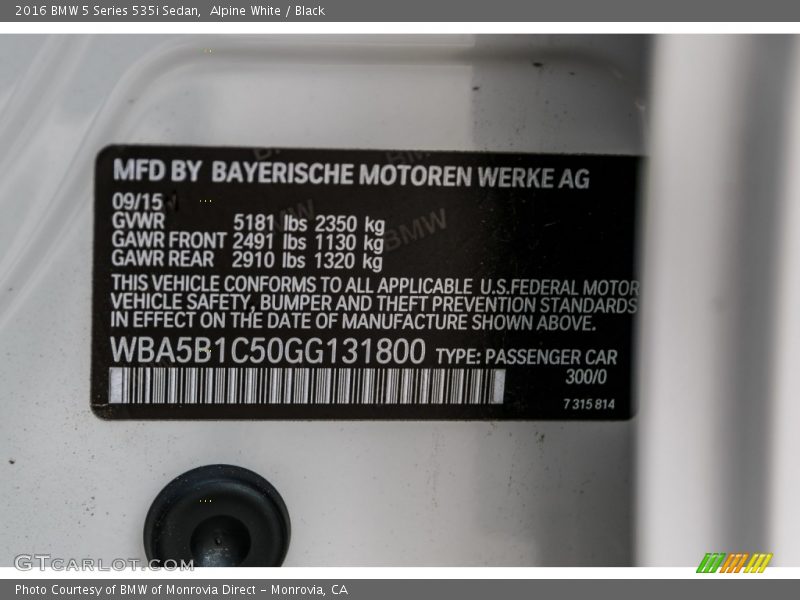 2016 BMW 5 Series 535i Sedan,  Alpine White / Black
MFD BY BAYERISCHE MOTOREN WERKE AG
09/15
GVWR 5181 lbs 2350 kg
GAWR FRONT 2491 lbs 1130 kg
GAWR REAR 2910 lbs 1320 kg
THIS VEHICLE CONFORMS TO ALL APPLICABLE U.S.FEDERAL MOTOR
VEHICLE SAFETY, BUMPER AND THEFT PREVENTION STANDARDS
IN EFFECT ON THE DATE OF MANUFACTURE SHOWN ABOVE.
WBA5B1C50GG131800 TYPE: PASSENGER CAR
300/0
7 315 814
BMW
GTcarlot.com
Photo Courtesy of BMW of Monrovia Direct - Monrovia, CA